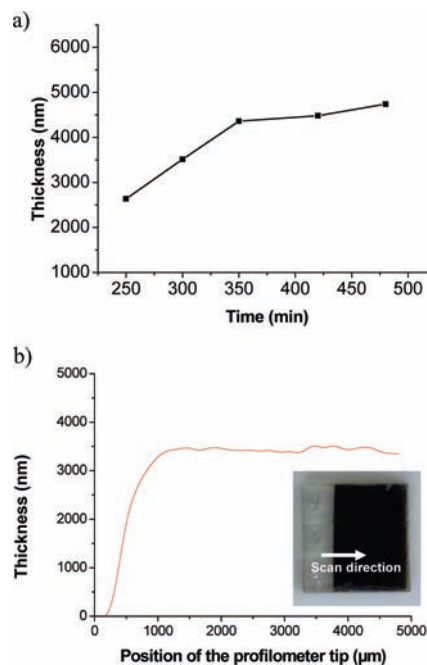 a)
6000
5000
4000
3000
2000
1000
Thickness (nm)
250 300 350 400 450 500
Time (min)
b)
5000
4000
3000
2000
1000
0
Thickness (nm)
Scan direction
0 1000 2000 3000 4000 5000
Position of the profilometer tip (µm)